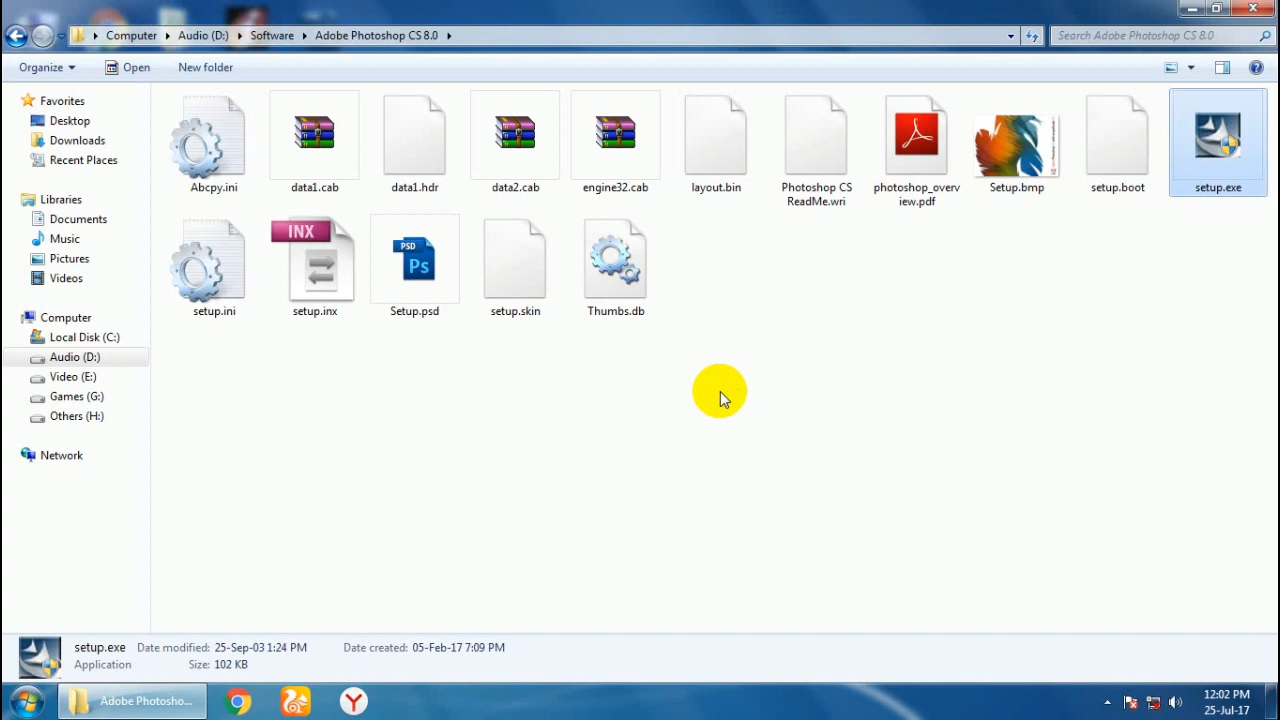 Computer Audio (D:) Software Adobe Photoshop CS 8.0
Search Adobe Photoshop CS 8.0
Organize Open New folder
Favorites
Desktop
Downloads
Recent Places
Libraries
Documents
Music
Pictures
Videos
Computer
Local Disk (C:)
Audio (D:)
Video (E:)
Games (G:)
Others (H:)
Network
Abcpy.ini
data1.cab
data1.hdr
data2.cab
engine32.cab
layout.bin
Photoshop CS
ReadMe.wri
photoshop_overv
iew.pdf
Setup.bmp
setup.boot
setup.exe
INX
PSD
Ps
setup.ini
setup.inx
Setup.psd
setup.skin
Thumbs.db
setup.exe Date modified: 25-Sep-03 1:24 PM Date created: 05-Feb-17 7:09 PM
Application Size: 102 KB
Adobe Photosho...
12:02 PM
25-Jul-17